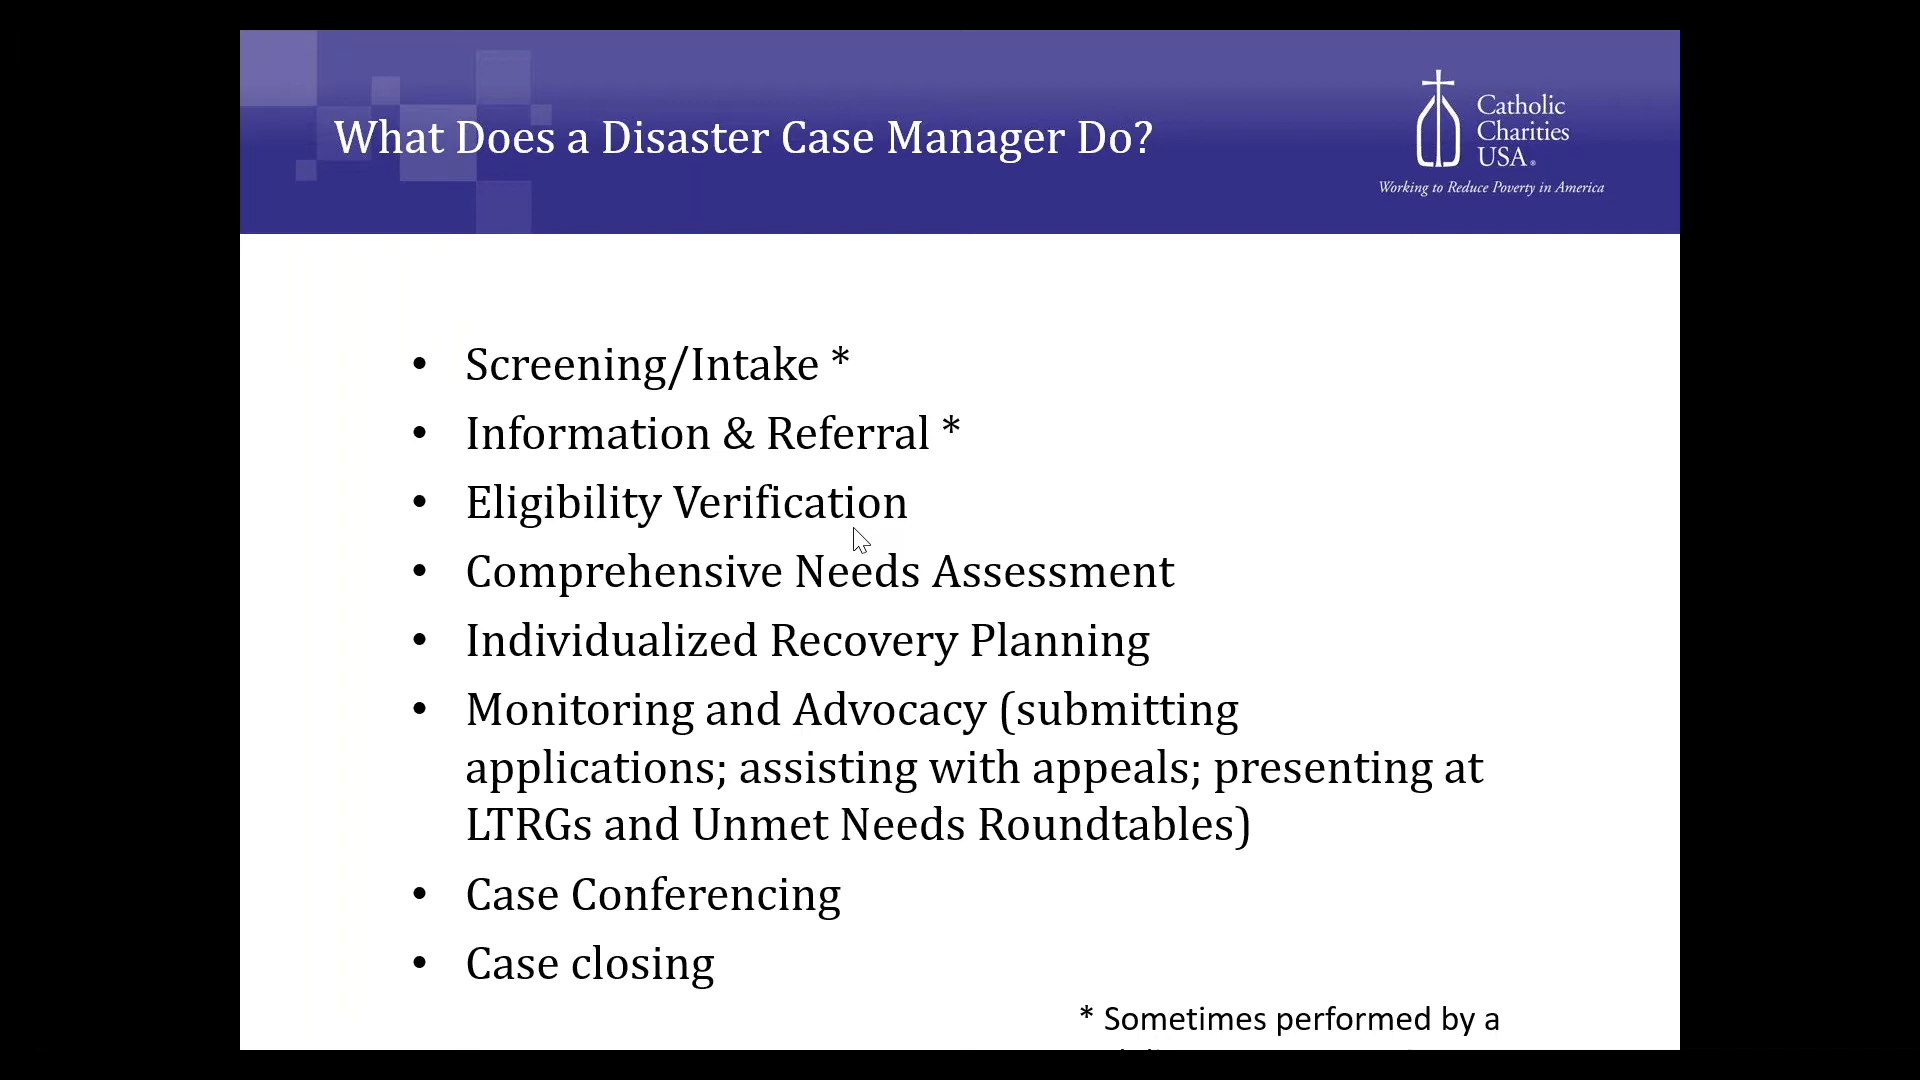 What Does a Disaster Case Manager Do?
Catholic
Charities
USA®
Working to Reduce Poverty in America
• Screening/Intake *
• Information & Referral *
• Eligibility Verification
• Comprehensive Needs Assessment
• Individualized Recovery Planning
• Monitoring and Advocacy (submitting
applications; assisting with appeals; presenting at
LTRGs and Unmet Needs Roundtables)
• Case Conferencing
• Case closing
* Sometimes performed by a